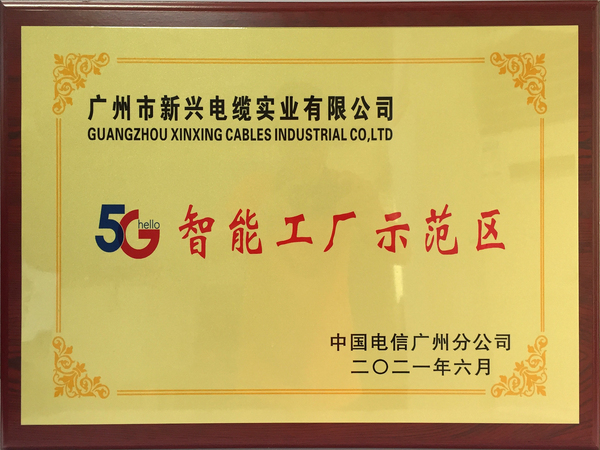 广州市新兴电缆实业有限公司
GUANGZHOU XINXING CABLES INDUSTRIAL CO,LTD
5G hello 智能工厂示范区
中国电信广州分公司
二〇二一年六月